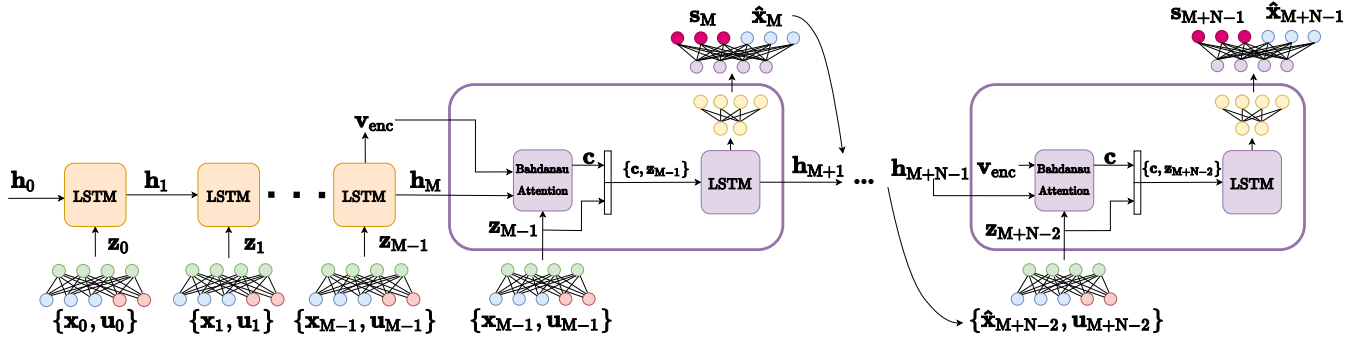 s_M x̂_M
s_{M+N−1} x̂_{M+N−1}
v_enc
h_0 LSTM h_1 LSTM LSTM h_M
Bahdanau
Attention
c
{c, z_{M−1}}
LSTM h_{M+1} ...
h_{M+N−1} v_enc
Bahdanau
Attention
c
{c, z_{M+N−2}}
LSTM
z_0 z_1 z_{M−1} z_{M−1} z_{M+N−2}
{x_0, u_0} {x_1, u_1} {x_{M−1}, u_{M−1}} {x_{M−1}, u_{M−1}} {x̂_{M+N−2}, u_{M+N−2}}